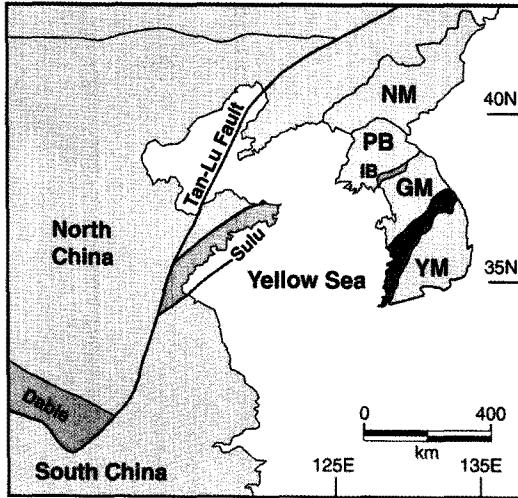 NM
40N
PB
IB
GM
Tan-Lu Fault
North
China
Sulu
Yellow Sea
YM
35N
Dabie
0 400
km
South China
125E 135E